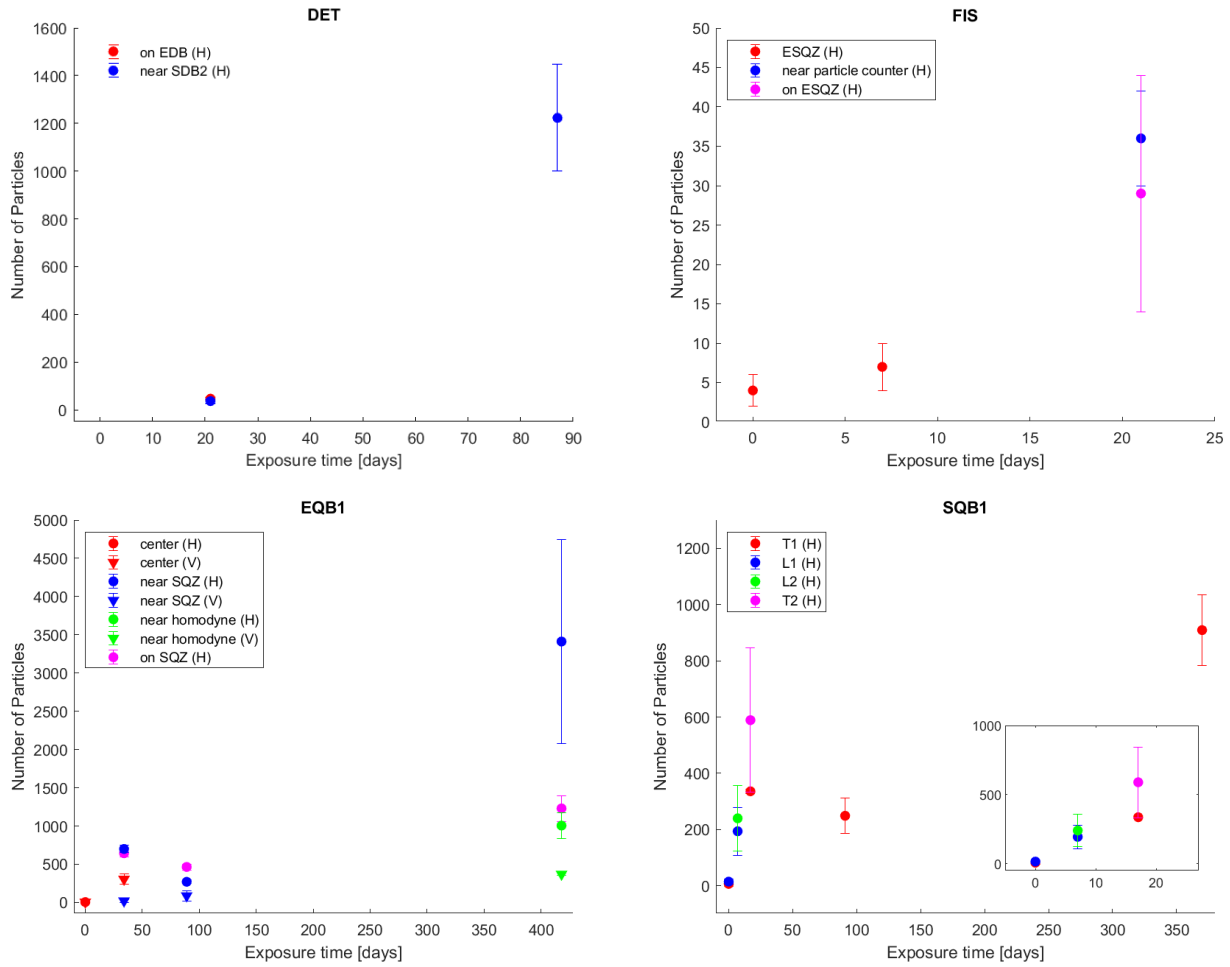 DET
1600
1400
1200
1000
800
600
400
200
0
Number of Particles
on EDB (H)
near SDB2 (H)
0 10 20 30 40 50 60 70 80 90
Exposure time [days]
FIS
50
45
40
35
30
25
20
15
10
5
0
Number of Particles
ESQZ (H)
near particle counter (H)
on ESQZ (H)
0 5 10 15 20 25
Exposure time [days]
EQB1
5000
4500
4000
3500
3000
2500
2000
1500
1000
500
0
Number of Particles
center (H)
center (V)
near SQZ (H)
near SQZ (V)
near homodyne (H)
near homodyne (V)
on SQZ (H)
0 50 100 150 200 250 300 350 400
Exposure time [days]
SQB1
1200
1000
800
600
400
200
0
Number of Particles
T1 (H)
L1 (H)
L2 (H)
T2 (H)
1000
500
0
0 10 20
0 50 100 150 200 250 300 350
Exposure time [days]